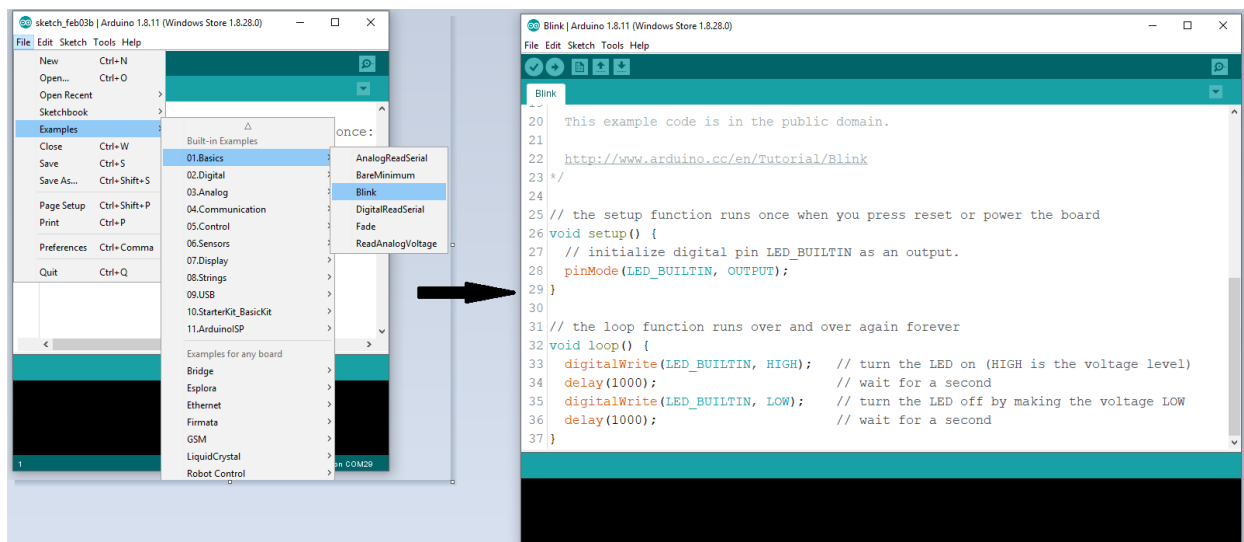 sketch_feb03b | Arduino 1.8.11 (Windows Store 1.8.28.0)
File Edit Sketch Tools Help
New Ctrl+N
Open... Ctrl+O
Open Recent
Sketchbook
Examples
Close Ctrl+W
Save Ctrl+S
Save As... Ctrl+Shift+S
Page Setup Ctrl+Shift+P
Print Ctrl+P
Preferences Ctrl+Comma
Quit Ctrl+Q
once:
Built-in Examples
01.Basics
02.Digital
03.Analog
04.Communication
05.Control
06.Sensors
07.Display
08.Strings
09.USB
10.StarterKit_BasicKit
11.ArduinoISP
Examples for any board
Bridge
Esplora
Ethernet
Firmata
GSM
LiquidCrystal
Robot Control
AnalogReadSerial
BareMinimum
Blink
DigitalReadSerial
Fade
ReadAnalogVoltage
1
on COM29
Blink | Arduino 1.8.11 (Windows Store 1.8.28.0)
File Edit Sketch Tools Help
Blink
20 This example code is in the public domain.
21
22 http://www.arduino.cc/en/Tutorial/Blink
23 */
24
25 // the setup function runs once when you press reset or power the board
26 void setup() {
27 // initialize digital pin LED_BUILTIN as an output.
28 pinMode(LED_BUILTIN, OUTPUT);
29 }
30
31 // the loop function runs over and over again forever
32 void loop() {
33 digitalWrite(LED_BUILTIN, HIGH); // turn the LED on (HIGH is the voltage level)
34 delay(1000); // wait for a second
35 digitalWrite(LED_BUILTIN, LOW); // turn the LED off by making the voltage LOW
36 delay(1000); // wait for a second
37 }